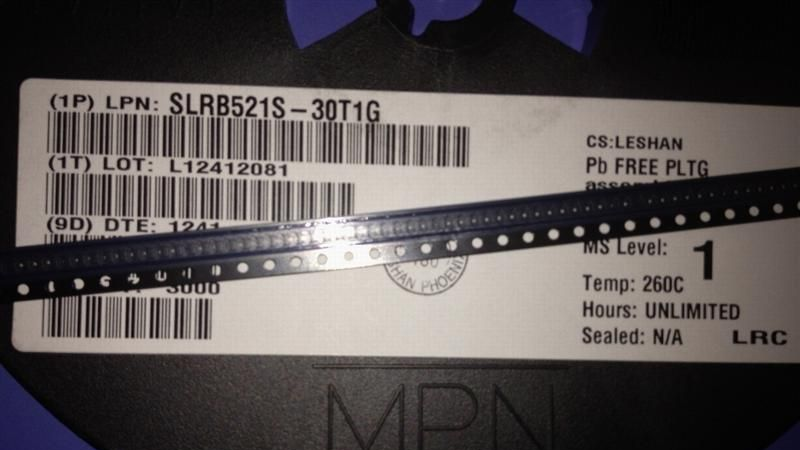 (1P) LPN: SLRB521S-30T1G
(1T) LOT: L12412081
(9D) DTE: 1241
3000
CS:LESHAN
Pb FREE PLTG
MS Level: 1
Temp: 260C
Hours: UNLIMITED
Sealed: N/A LRC
MPN